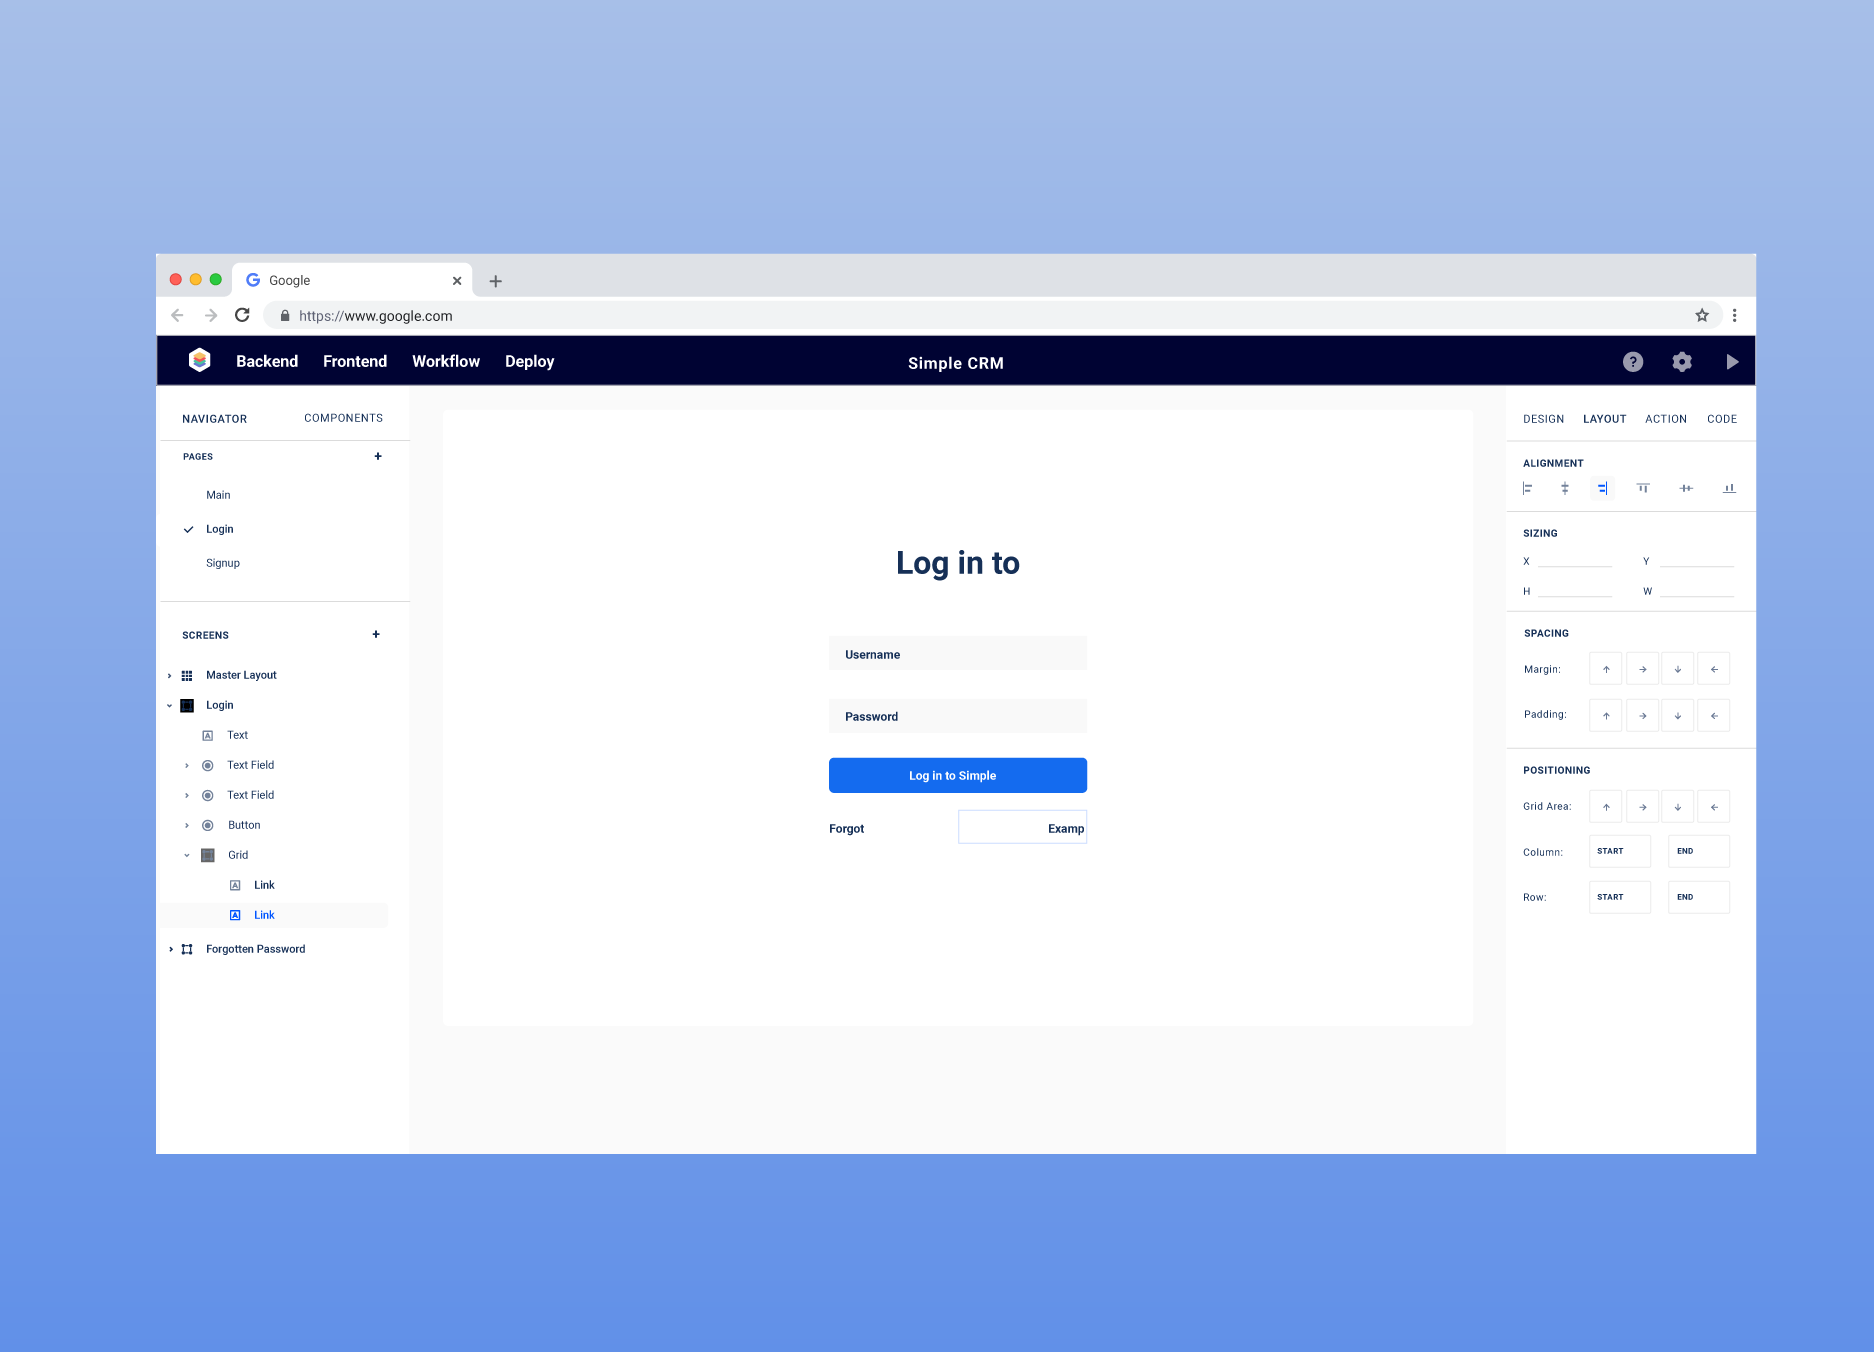 Google
https://www.google.com
Backend Frontend Workflow Deploy
Simple CRM
NAVIGATOR COMPONENTS
PAGES
Main
Login
Signup
SCREENS
Master Layout
Login
Text
Text Field
Text Field
Button
Grid
Link
Link
Forgotten Password
Log in to
Username
Password
Log in to Simple
Forgot Examp
DESIGN LAYOUT ACTION CODE
ALIGNMENT
SIZING
X Y
H W
SPACING
Margin:
Padding:
POSITIONING
Grid Area:
Column: START END
Row: START END